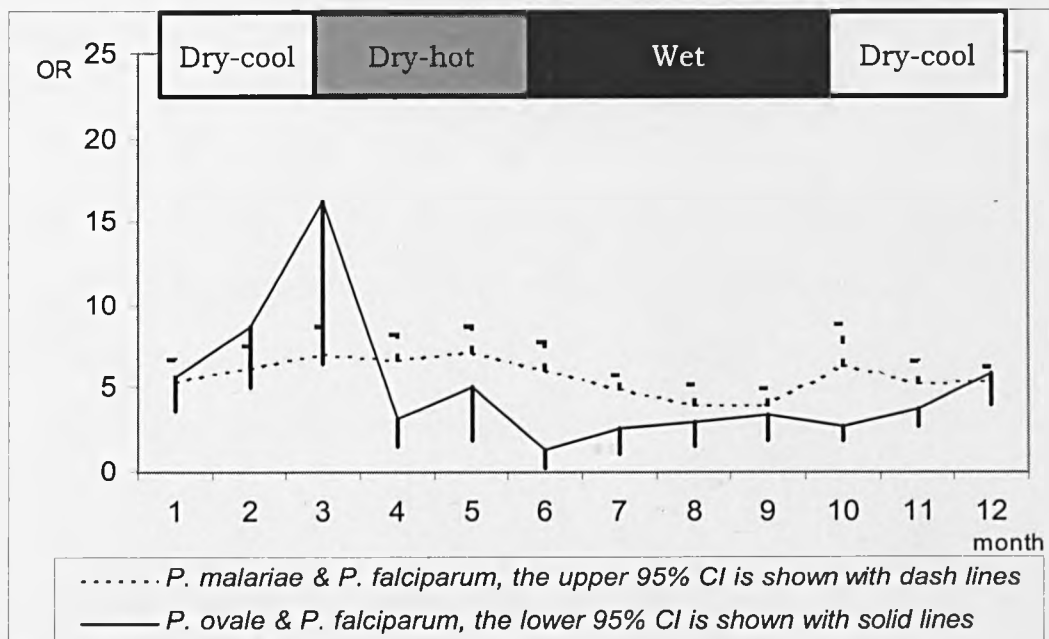 Dry-cool Dry-hot Wet Dry-cool
OR 25
20
15
10
5
0
1 2 3 4 5 6 7 8 9 10 11 12
month
P. malariae & P. falciparum, the upper 95% CI is shown with dash lines
P. ovale & P. falciparum, the lower 95% CI is shown with solid lines